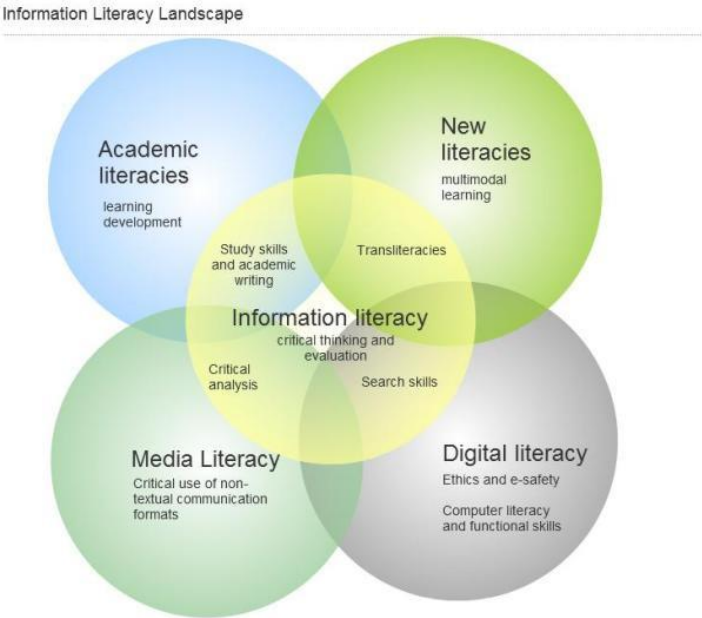 Information Literacy Landscape
Academic
literacies
learning
development
New
literacies
multimodal
learning
Study skills
and academic
writing
Transliteracies
Information literacy
critical thinking and
evaluation
Critical
analysis
Search skills
Media Literacy
Critical use of non-
textual communication
formats
Digital literacy
Ethics and e-safety
Computer literacy
and functional skills